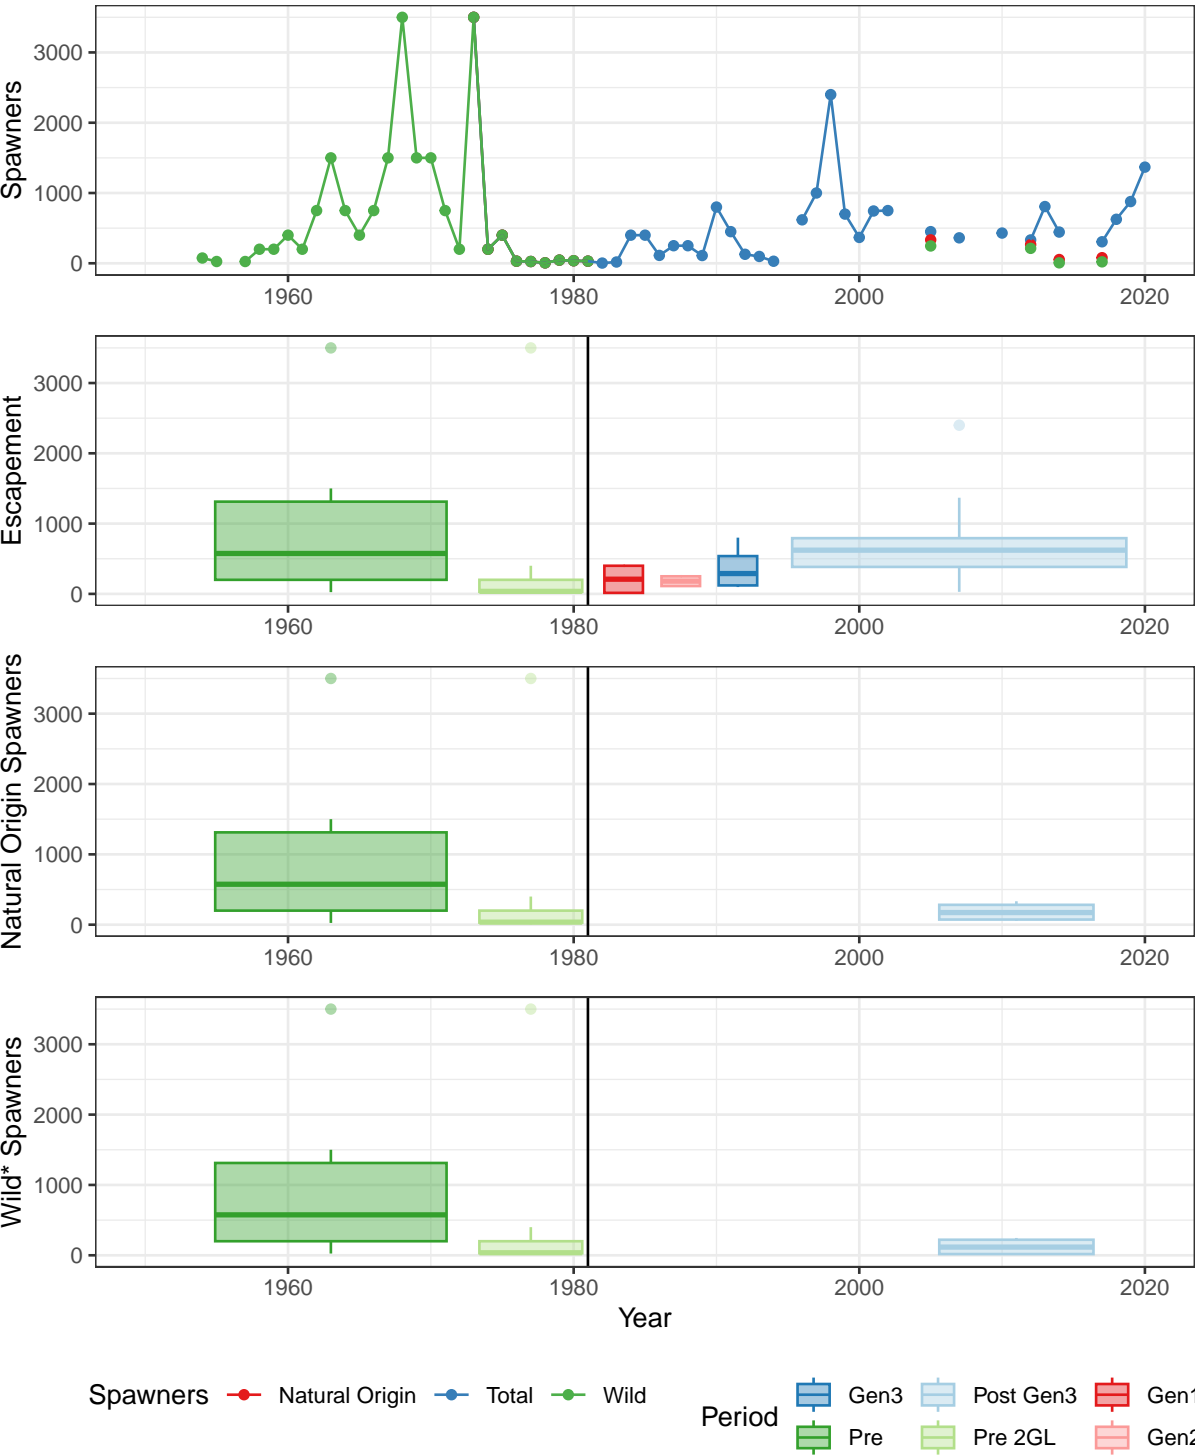 Spawners
3000
2000
1000
0
1960 1980 2000 2020
Escapement
3000
2000
1000
0
1960 1980 2000 2020
Natural Origin Spawners
3000
2000
1000
0
1960 1980 2000 2020
Wild* Spawners
3000
2000
1000
0
1960 1980 2000 2020
Year
Spawners Natural Origin Total Wild
Period
Gen3 Post Gen3 Gen1
Pre Pre 2GL Gen2